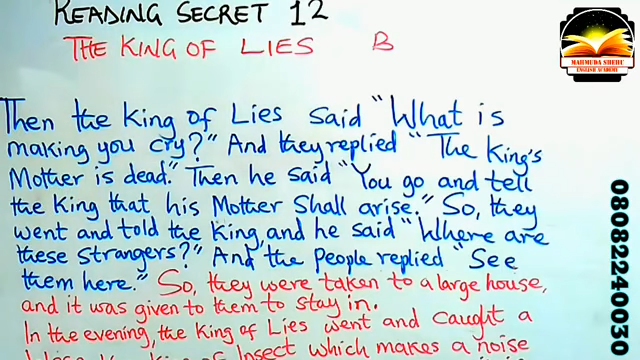 READING SECRET 12
THE KING OF LIES B
MAHMUDA SHEHU
ENGLISH ACADEMY
Then the King of Lies said "What is
making you cry?" And they replied "The King's
Mother is dead." Then he said "You go and tell
the King that his Mother Shall arise." So, they
went and told the King, and he said "Where are
these strangers?" And the people replied "See
them here." So, they were taken to a large house,
and it was given to them to stay in.
In the evening, the King of Lies went and caught a
of Insect which makes a noise
08082240030